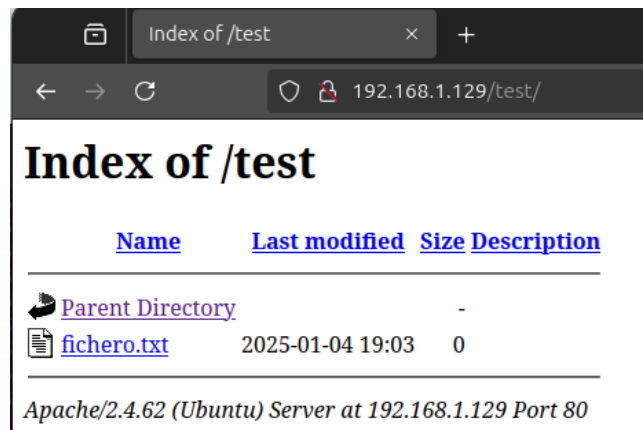 Index of /test
192.168.1.129/test/
Index of /test
Name Last modified Size Description
Parent Directory -
fichero.txt 2025-01-04 19:03 0
Apache/2.4.62 (Ubuntu) Server at 192.168.1.129 Port 80